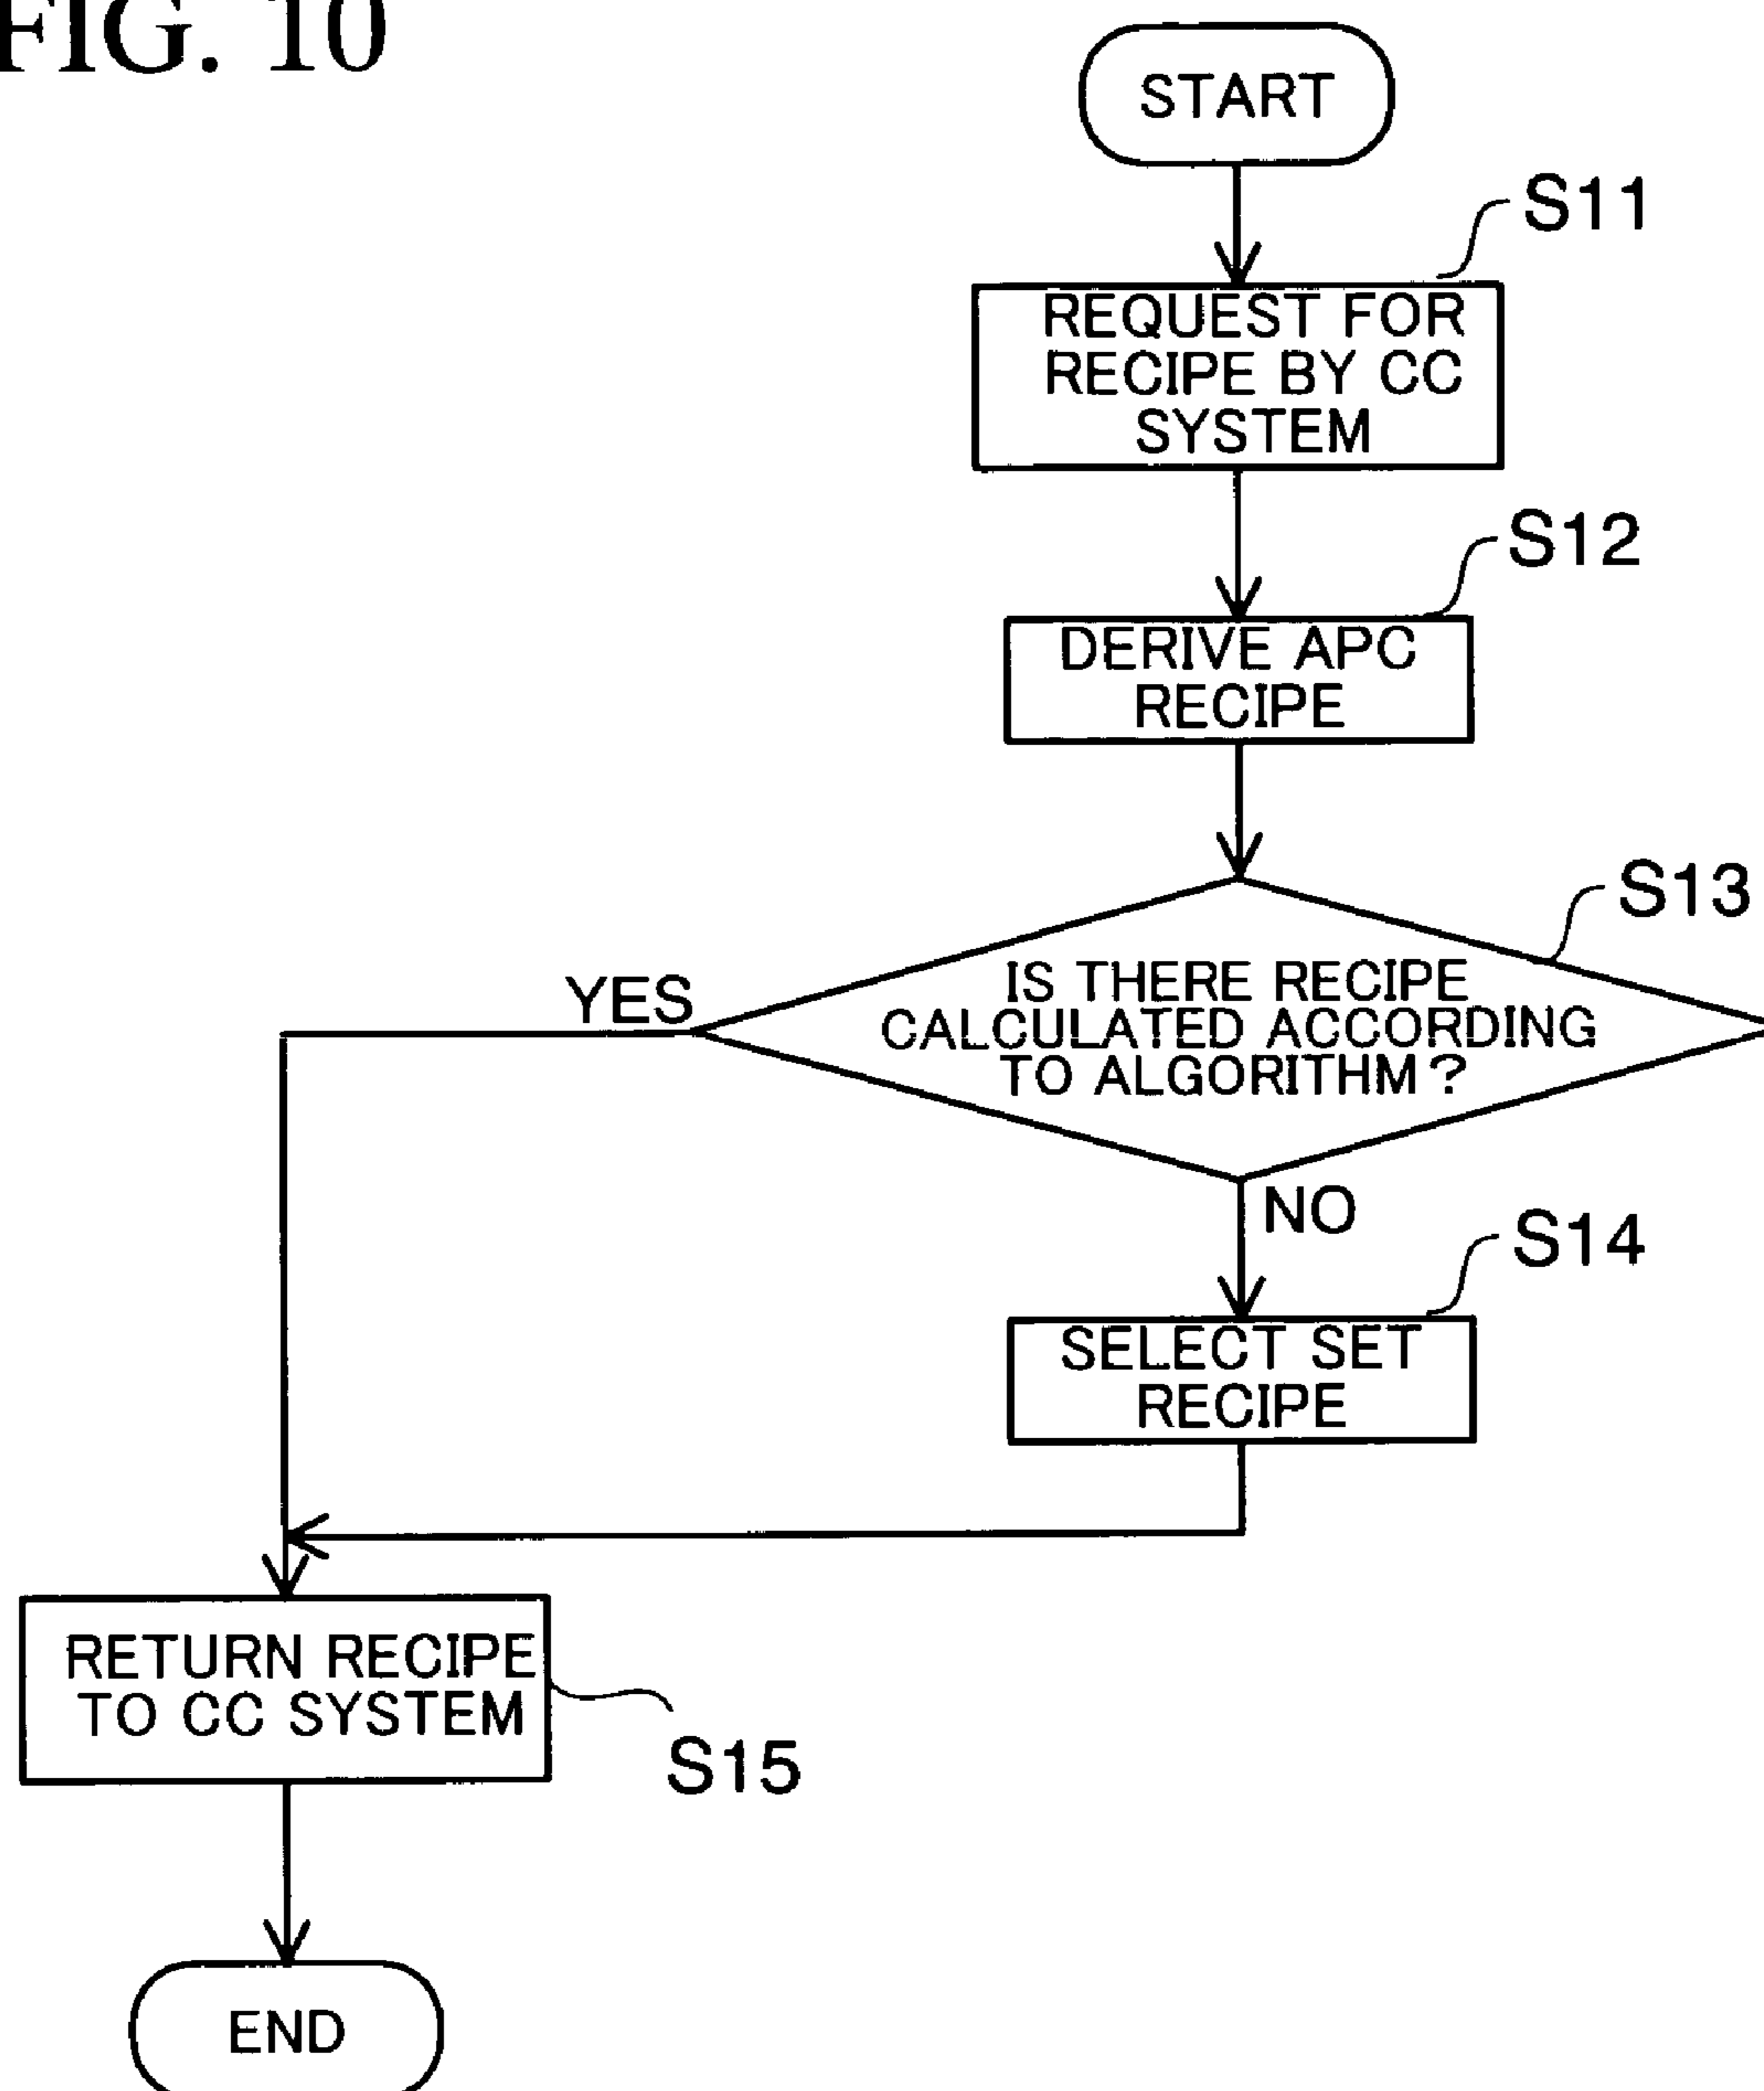 FIG. 10
START
S11
REQUEST FOR
RECIPE BY CC
SYSTEM
S12
DERIVE APC
RECIPE
S13
IS THERE RECIPE
CALCULATED ACCORDING
TO ALGORITHM?
YES
NO
S14
SELECT SET
RECIPE
RETURN RECIPE
TO CC SYSTEM
S15
END